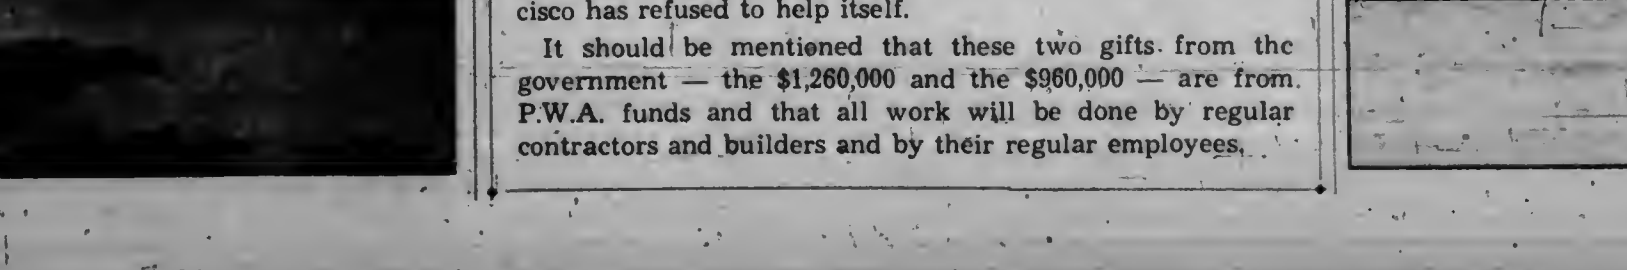 cisco has refused to help itself.
It should be mentioned that these two gifts from the
government — the $1,260,000 and the $960,000 — are from
P.W.A. funds and that all work will be done by regular
contractors and builders and by their regular employees.